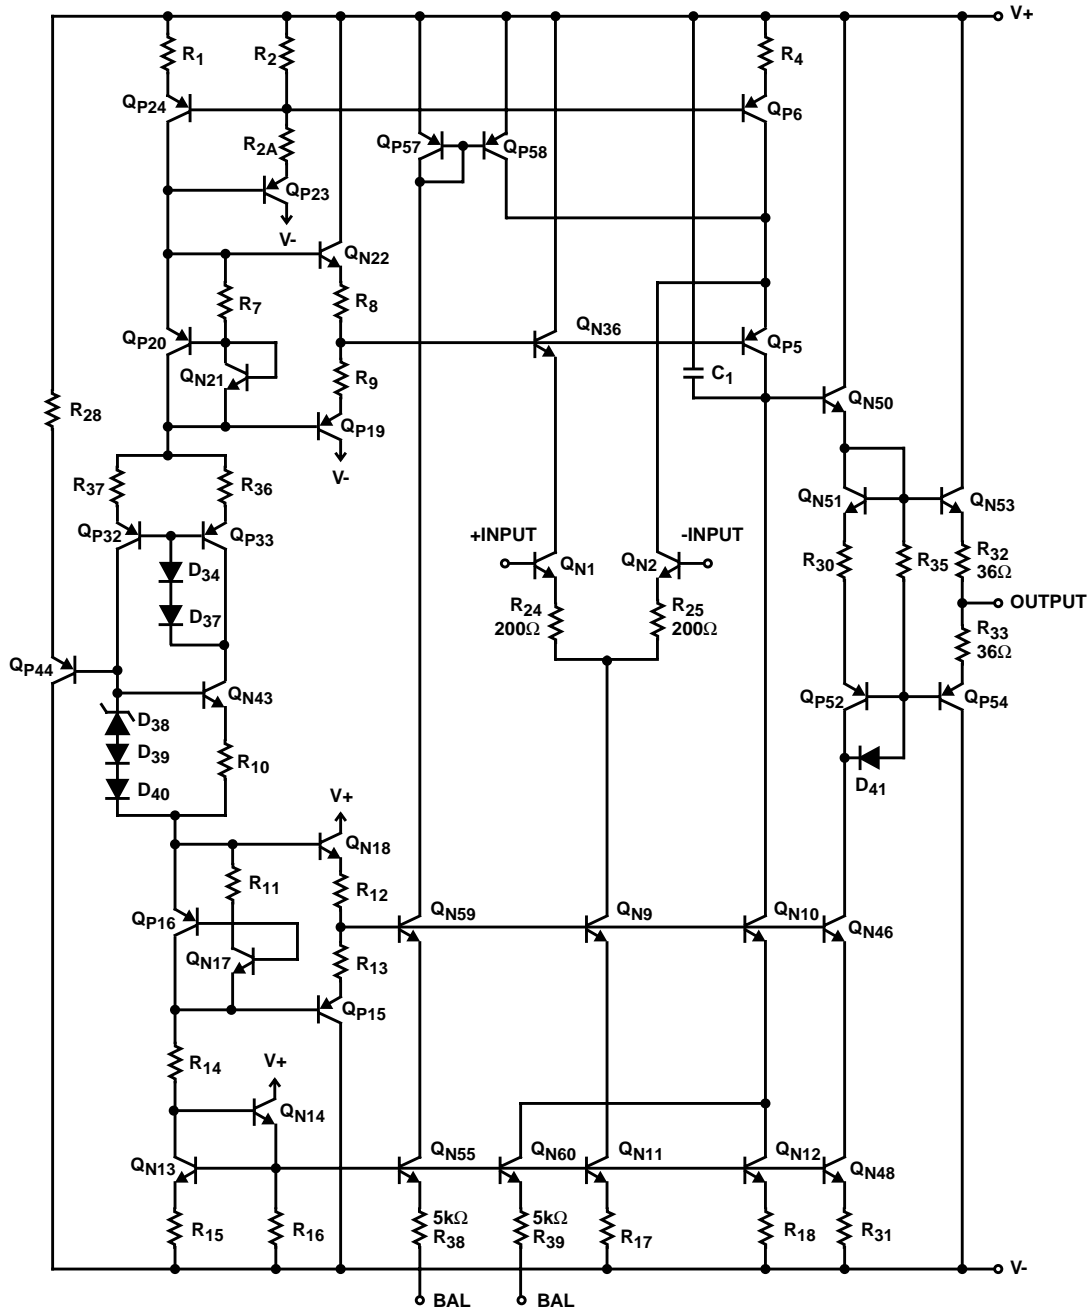 V+
R1
R2
R4
QP24
QP6
R2A
QP57
QP58
QP23
V-
QN22
R7
R8
QN36
QP20
QP5
QN21
R9
C1
QN50
R28
QP19
V-
R37
R36
QN51
QN53
QP32
QP33
+INPUT
-INPUT
QN1
QN2
D34
R30
R35
R32
36Ω
D37
R24
200Ω
R25
200Ω
OUTPUT
R33
36Ω
QP44
QN43
QP52
QP54
D38
D39
R10
D40
D41
V+
QN18
R11
R12
QP16
QN59
QN9
QN10
QN46
QN17
R13
QP15
R14
V+
QN14
QN13
QN55
QN60
QN11
QN12
QN48
R15
R16
5kΩ
R38
5kΩ
R39
R17
R18
R31
V-
BAL
BAL